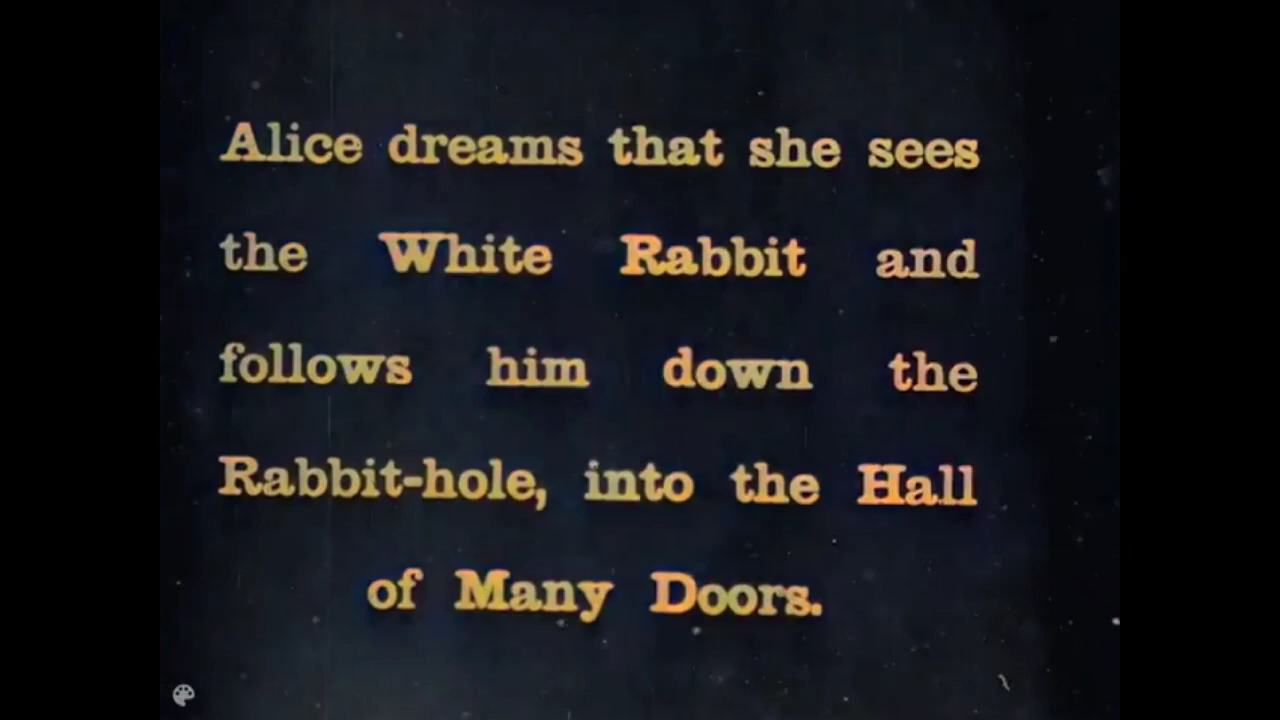 Alice dreams that she sees
the White Rabbit and
follows him down the
Rabbit-hole, into the Hall
of Many Doors.